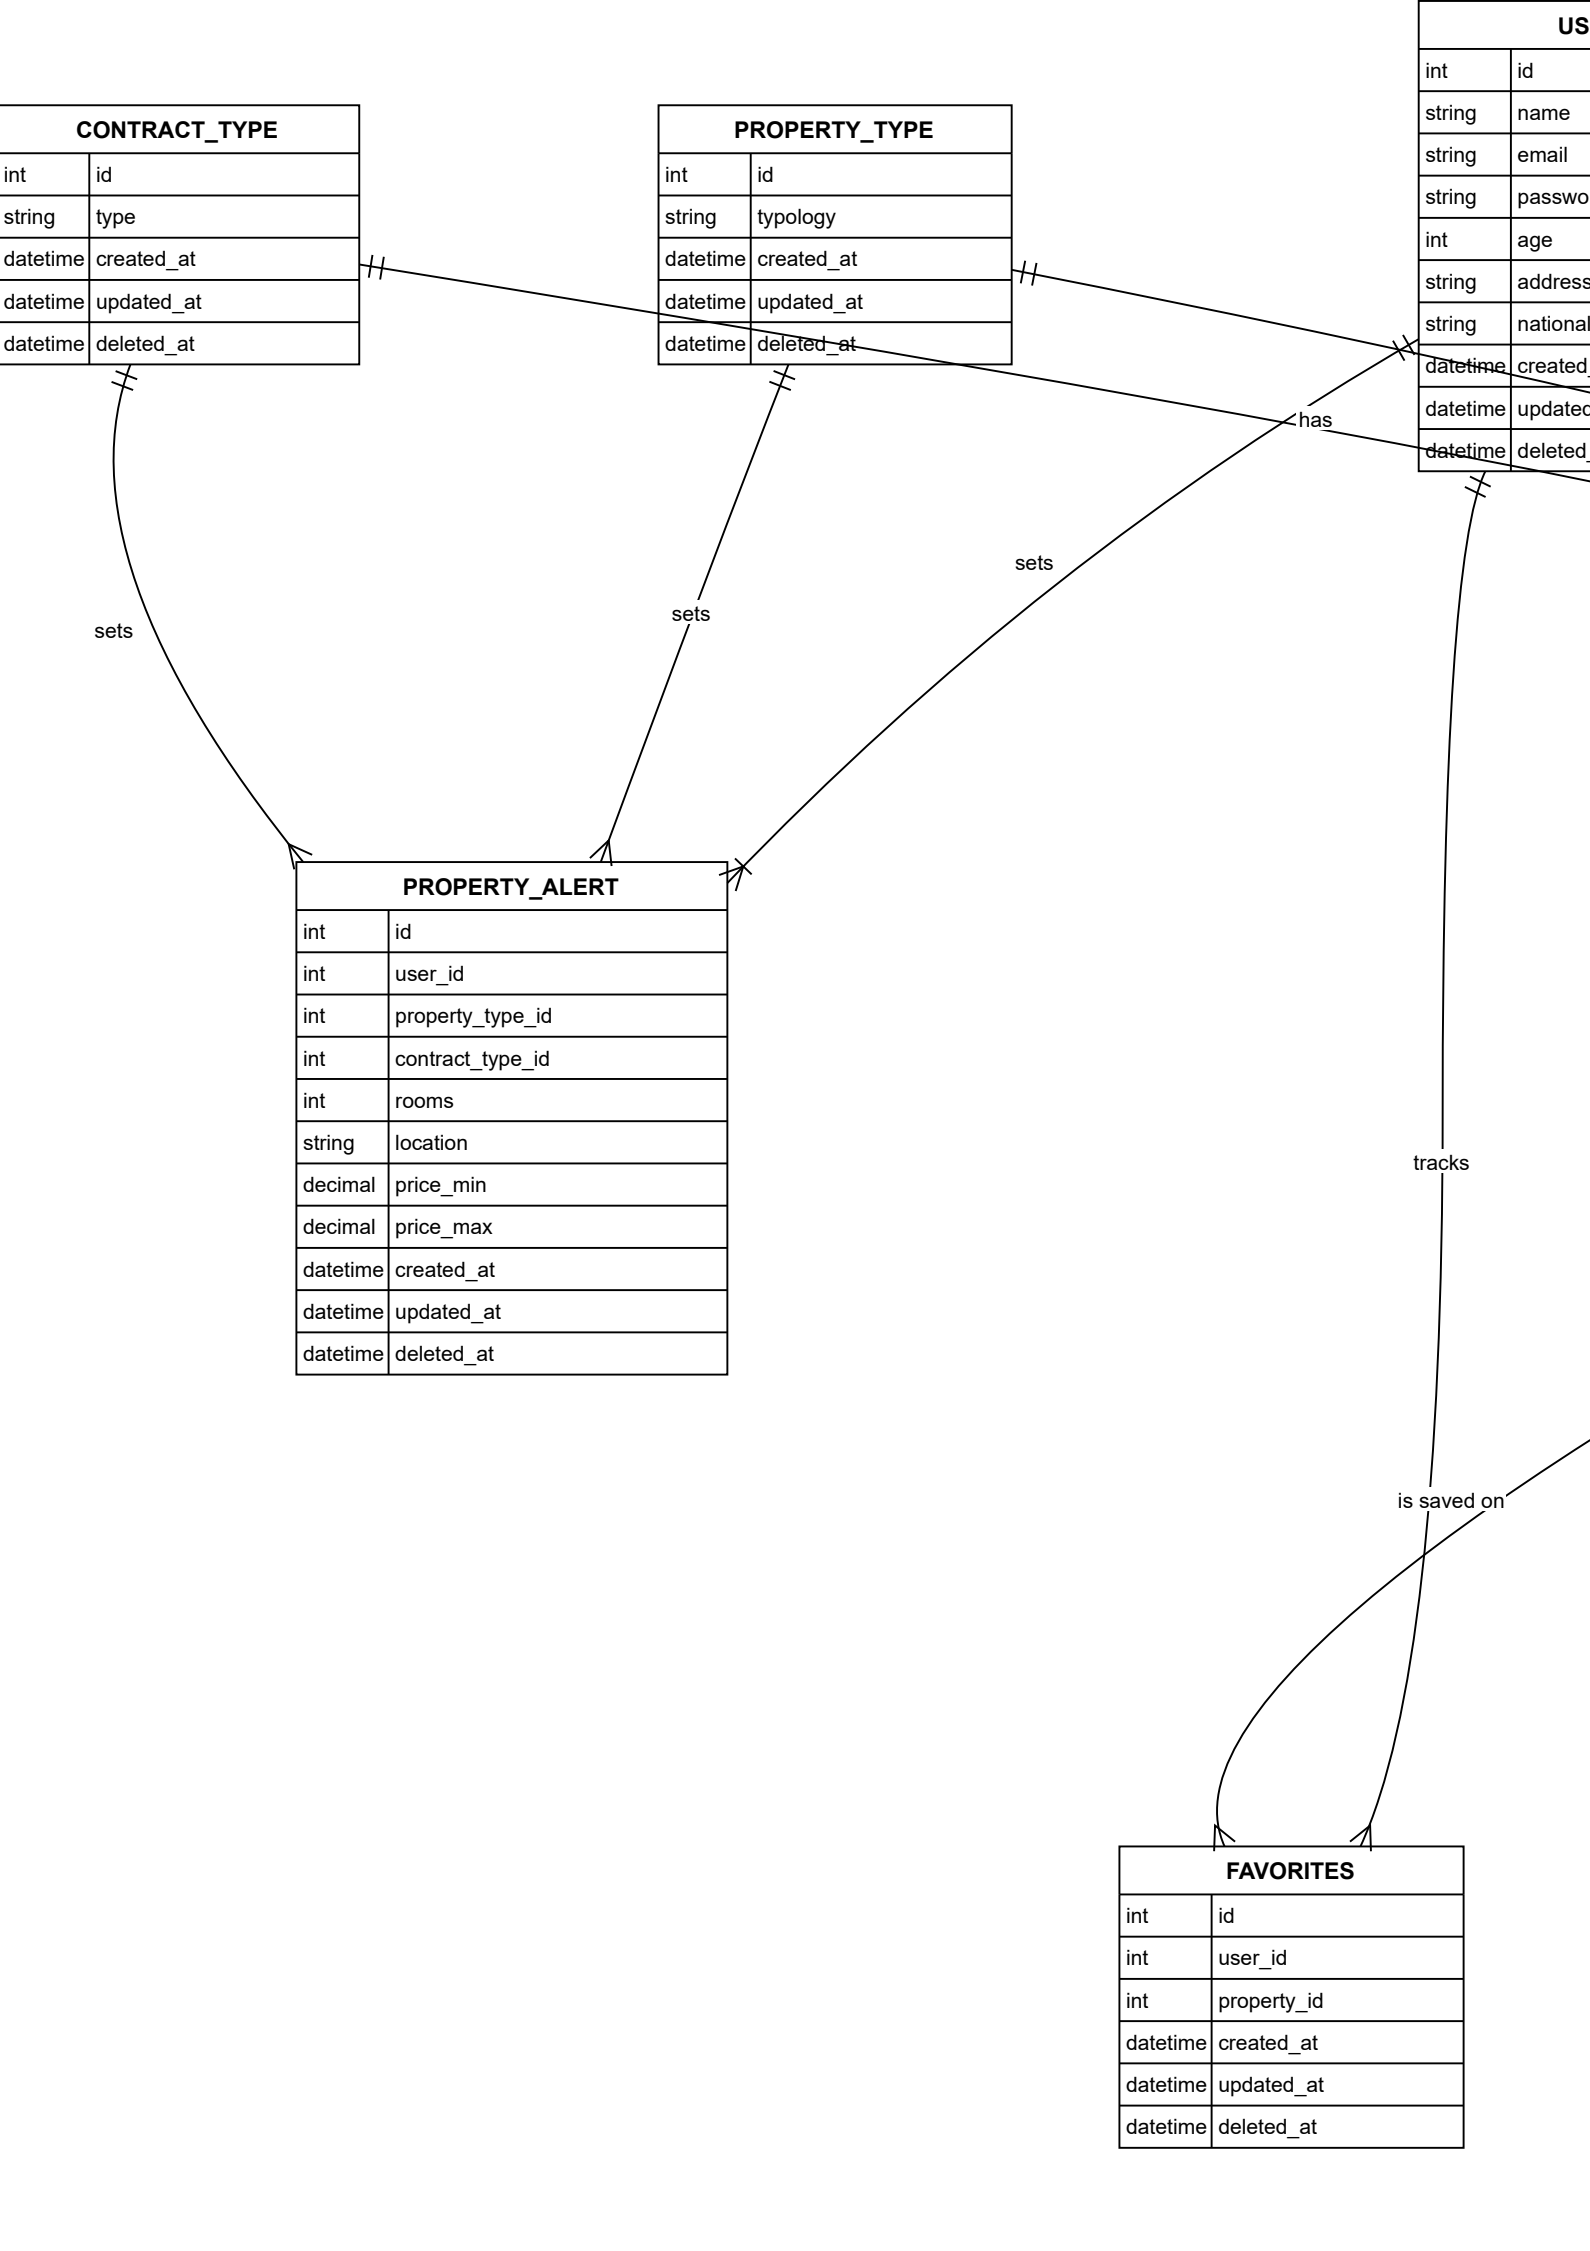 CONTRACT_TYPE
int id
string type
datetime created_at
datetime updated_at
datetime deleted_at
PROPERTY_TYPE
int id
string typology
datetime created_at
datetime updated_at
datetime deleted_at
US
int id
string name
string email
string passwo
int age
string address
string national
datetime created_
datetime updated
datetime deleted_
has
sets
sets
sets
PROPERTY_ALERT
int id
int user_id
int property_type_id
int contract_type_id
int rooms
string location
decimal price_min
decimal price_max
datetime created_at
datetime updated_at
datetime deleted_at
tracks
is saved on
FAVORITES
int id
int user_id
int property_id
datetime created_at
datetime updated_at
datetime deleted_at